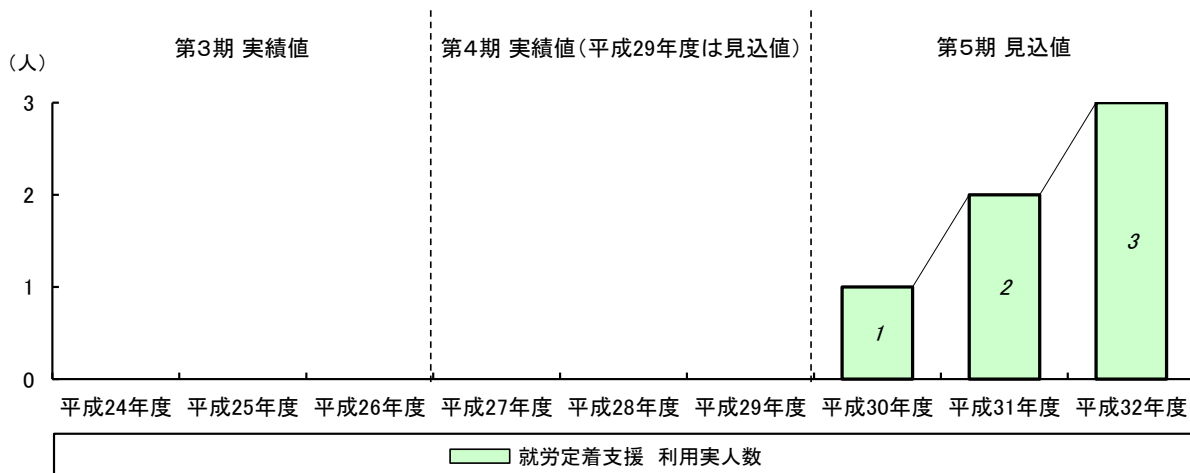 第3期 実績値
第4期 実績値(平成29年度は見込値)
第5期 見込値
(人)
3
2
1
0
1
2
3
平成24年度 平成25年度 平成26年度 平成27年度 平成28年度 平成29年度 平成30年度 平成31年度 平成32年度
就労定着支援 利用実人数